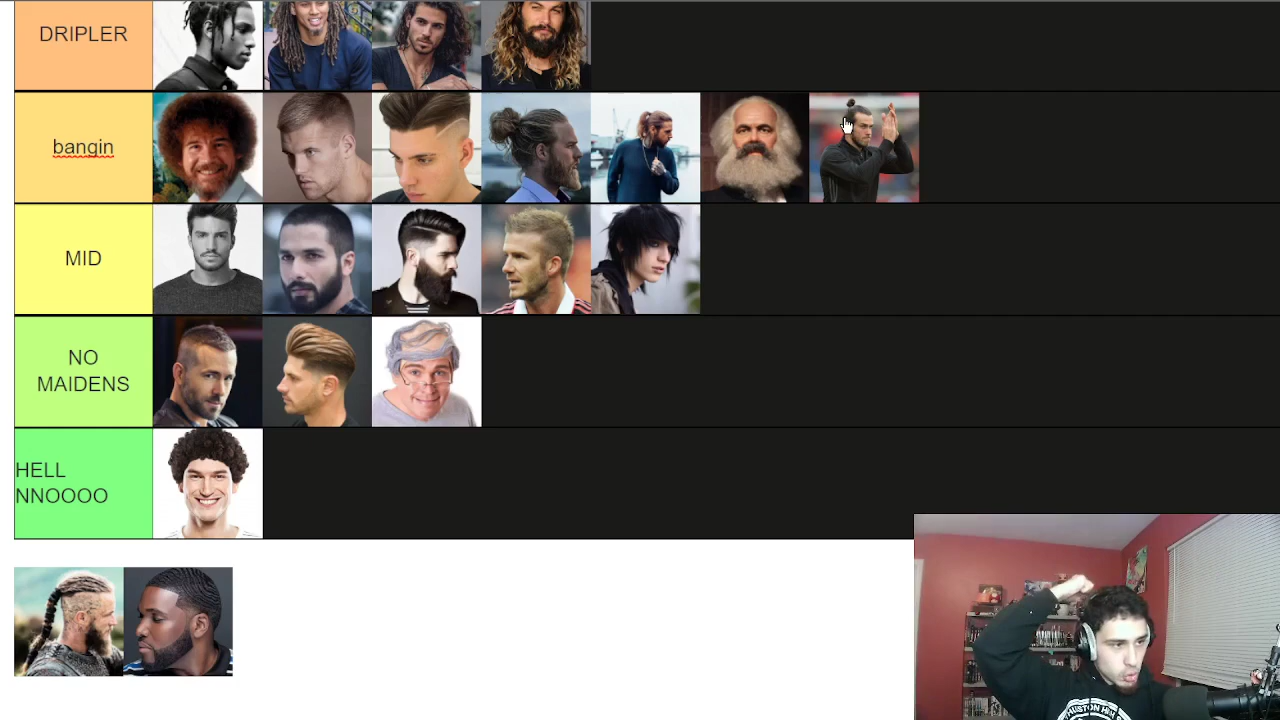 DRIPLER
bangin
MID
NO
MAIDENS
HELL
NNOOOO